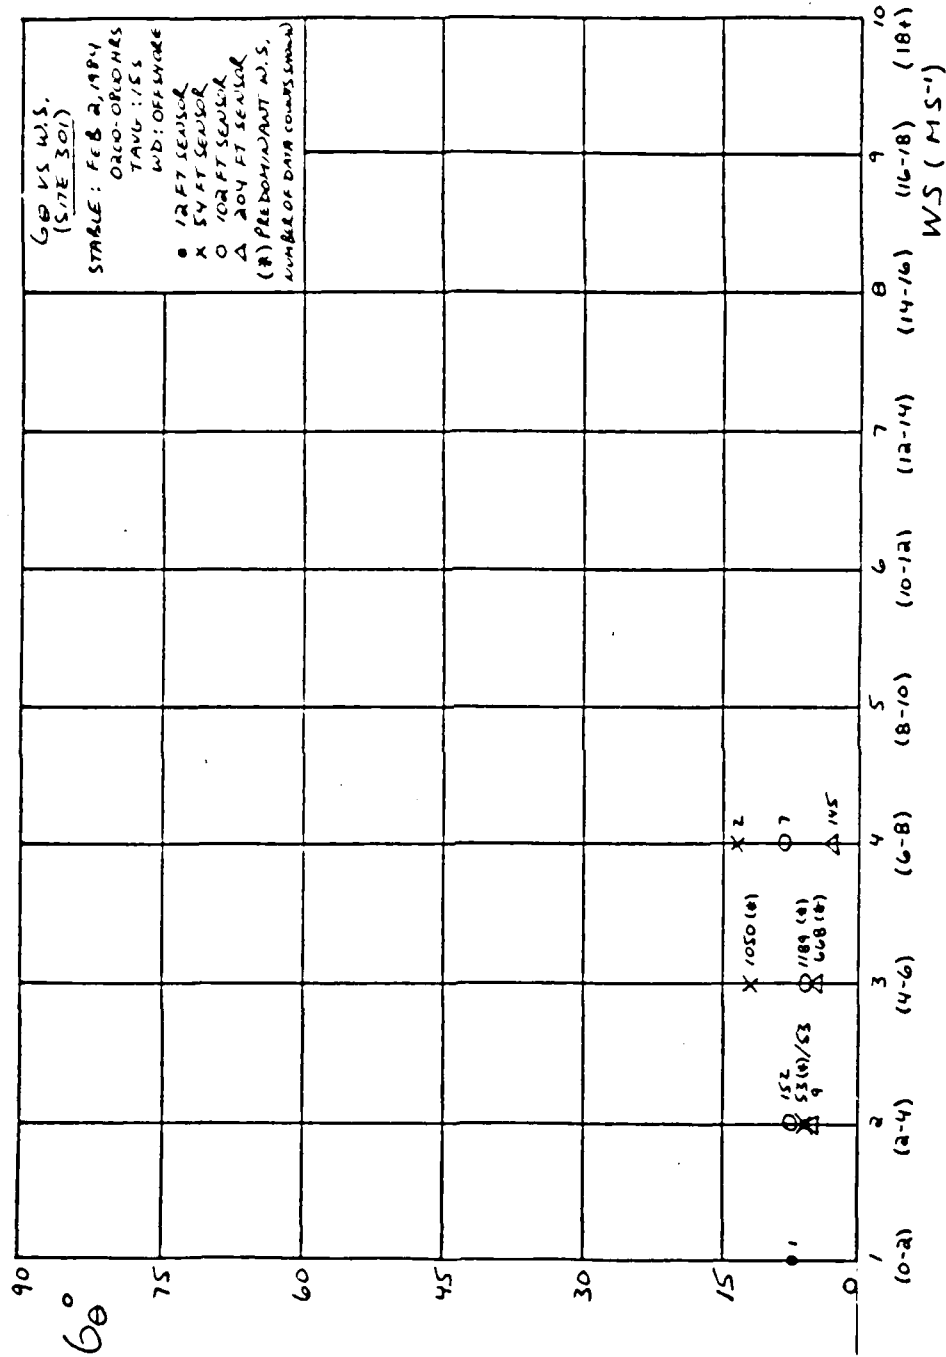 σθ VS W.S.
(SITE 301)
STABLE: FEB 2, 1984
0200-0800 HRS
TAVG: 15 S
WD: OFFSHORE
● 12 FT SENSOR
X 54 FT SENSOR
O 102 FT SENSOR
Δ 204 FT SENSOR
(*) PREDOMINANT W.S.
NUMBER OF DATA COUNTS SHOWN
σθ°
90
75
60
45
30
15
0
X 2
O 7
Δ 145
X 1050 (*)
1189 (*)
668 (*)
152
53(*)/53
9
1
1 2 3 4 5 6 7 8 9 10
(0-2) (2-4) (4-6) (6-8) (8-10) (10-12) (12-14) (14-16) (16-18) (18+)
WS (MS⁻¹)